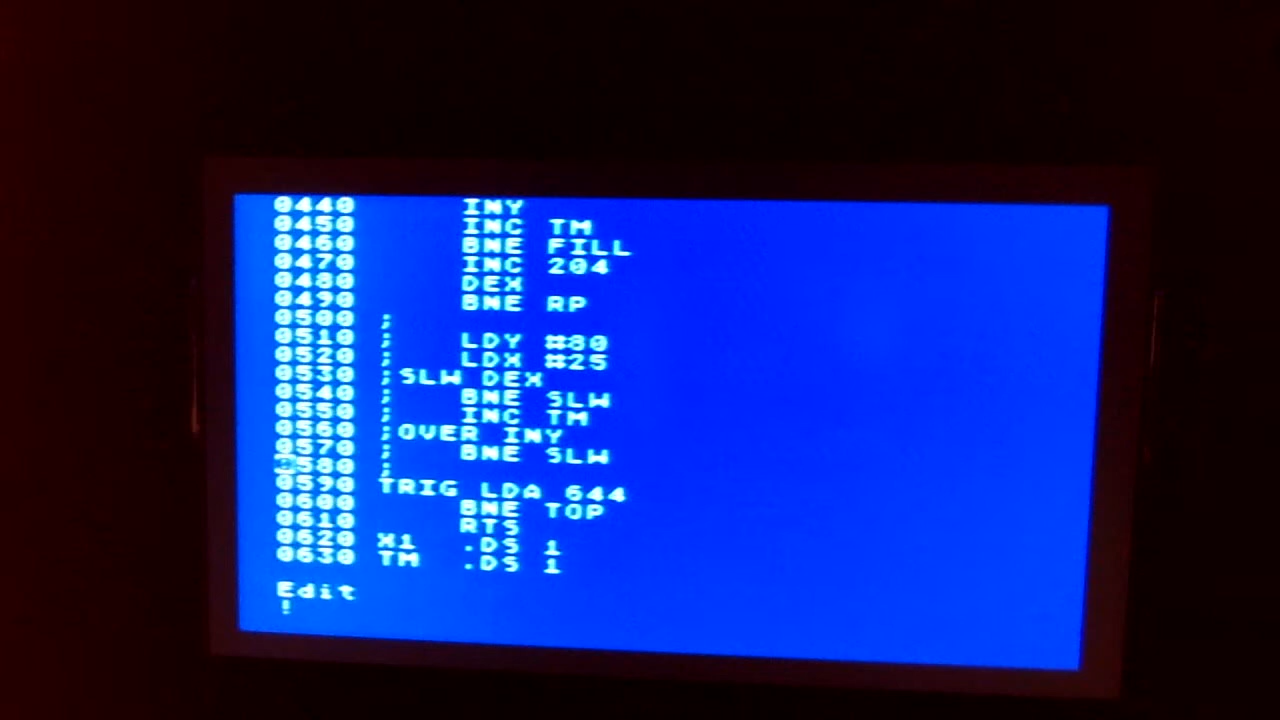 0440 INY
0450 INC TM
0460 BNE FILL
0470 INC 204
0480 DEX
0490 BNE RP
0500 ;
0510 ; LDY #80
0520 ; LDX #25
0530 ;SLW DEX
0540 ; BNE SLW
0550 ; INC TM
0560 ;OVER INY
0570 ; BNE SLW
0580 ;
0590 TRIG LDA 644
0600 BNE TOP
0610 RTS
0620 X1 .DS 1
0630 TM .DS 1
Edit
!